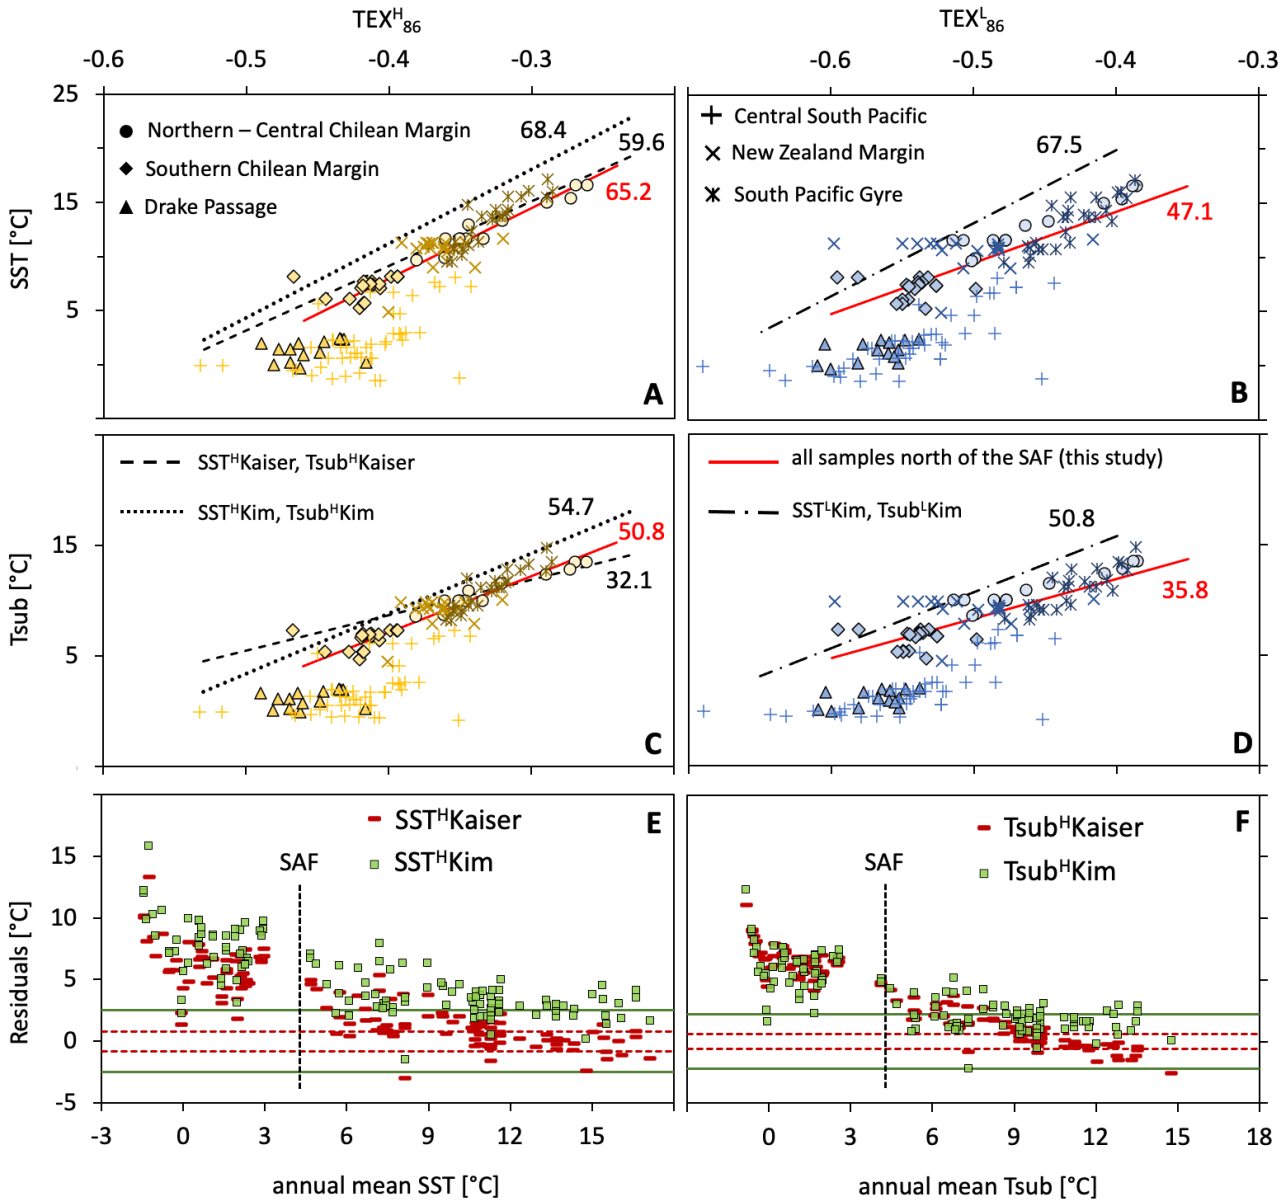 TEXᴴ₈₆
TEXᴸ₈₆
-0.6 -0.5 -0.4 -0.3
-0.6 -0.5 -0.4 -0.3
25
15
5
SST [°C]
Northern – Central Chilean Margin
Southern Chilean Margin
Drake Passage
68.4
59.6
65.2
A
Central South Pacific
New Zealand Margin
South Pacific Gyre
67.5
47.1
B
15
5
Tsub [°C]
SSTᴴKaiser, TsubᴴKaiser
SSTᴴKim, TsubᴴKim
54.7
50.8
32.1
C
all samples north of the SAF (this study)
SSTᴸKim, TsubᴸKim
50.8
35.8
D
15
10
5
0
-5
Residuals [°C]
SSTᴴKaiser
SSTᴴKim
SAF
E
TsubᴴKaiser
TsubᴴKim
SAF
F
-3 0 3 6 9 12 15
0 3 6 9 12 15 18
annual mean SST [°C]
annual mean Tsub [°C]